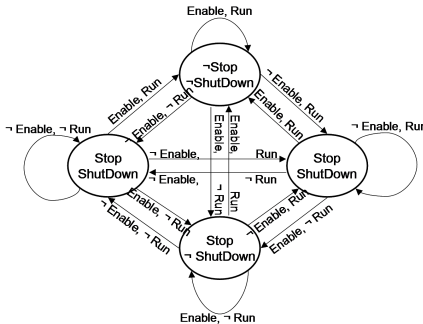 Enable, Run
¬Stop
¬ShutDown
Enable, Run
¬ Enable, ¬ Run
¬ Enable, Run
Enable, Run
¬ Enable, ¬ Run
¬ Enable, Run
Enable, ¬ Run
Enable, Run
Stop
ShutDown
¬ Enable, Run
¬ Enable, ¬ Run
Stop
ShutDown
Enable, ¬ Run
¬ Enable, ¬ Run
¬ Enable, Run
Enable, ¬ Run
Stop
¬ ShutDown
Enable, ¬ Run